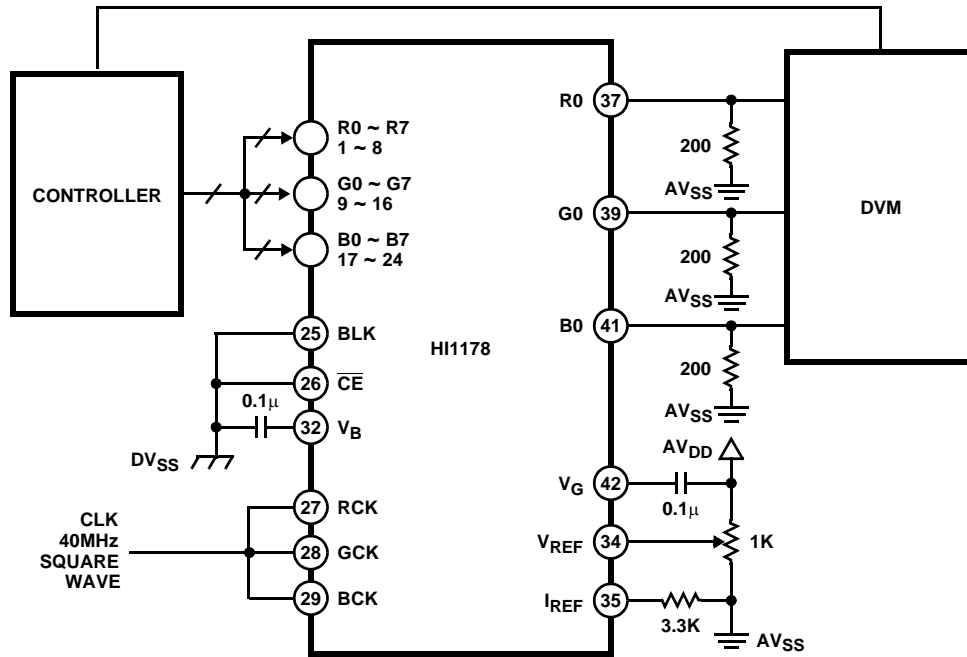 CONTROLLER
R0 ~ R7
1 ~ 8
G0 ~ G7
9 ~ 16
B0 ~ B7
17 ~ 24
25 BLK
26 CE
0.1μ
32 VB
DVSS
27 RCK
CLK
40MHz
SQUARE
WAVE
28 GCK
29 BCK
HI1178
R0 37
200
AVSS
G0 39
200
AVSS
B0 41
200
AVSS
DVM
AVDD
VG 42
0.1μ
VREF 34
1K
IREF 35
3.3K
AVSS